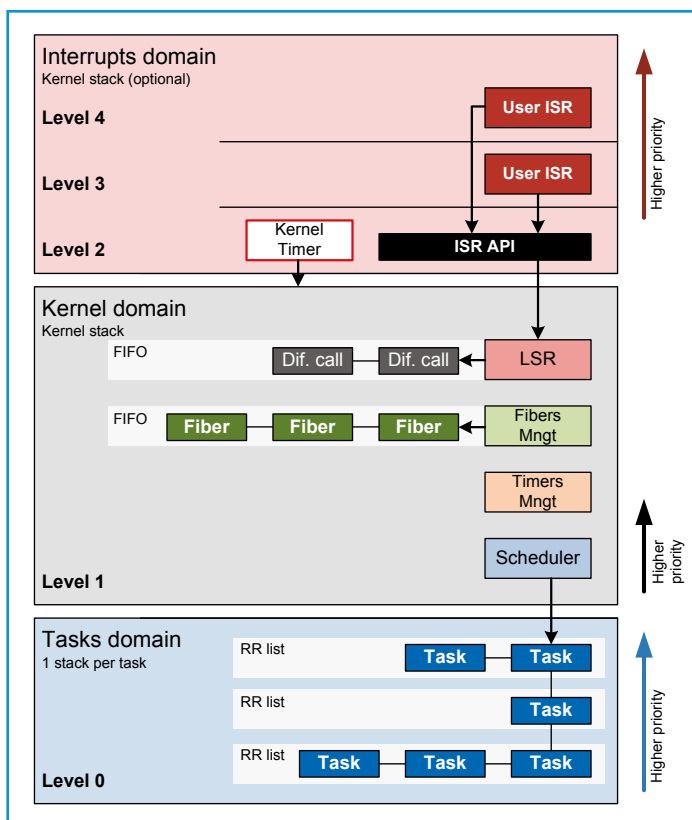 Interrupts domain
Kernel stack (optional)
Level 4
User ISR
Level 3
User ISR
Higher priority
Level 2
Kernel
Timer
ISR API
Kernel domain
Kernel stack
FIFO
Dif. call
Dif. call
LSR
FIFO
Fiber
Fiber
Fiber
Fibers
Mngt
Timers
Mngt
Scheduler
Level 1
Higher
priority
Tasks domain
1 stack per task
RR list
Task
Task
RR list
Task
RR list
Task
Task
Task
Level 0
Higher priority